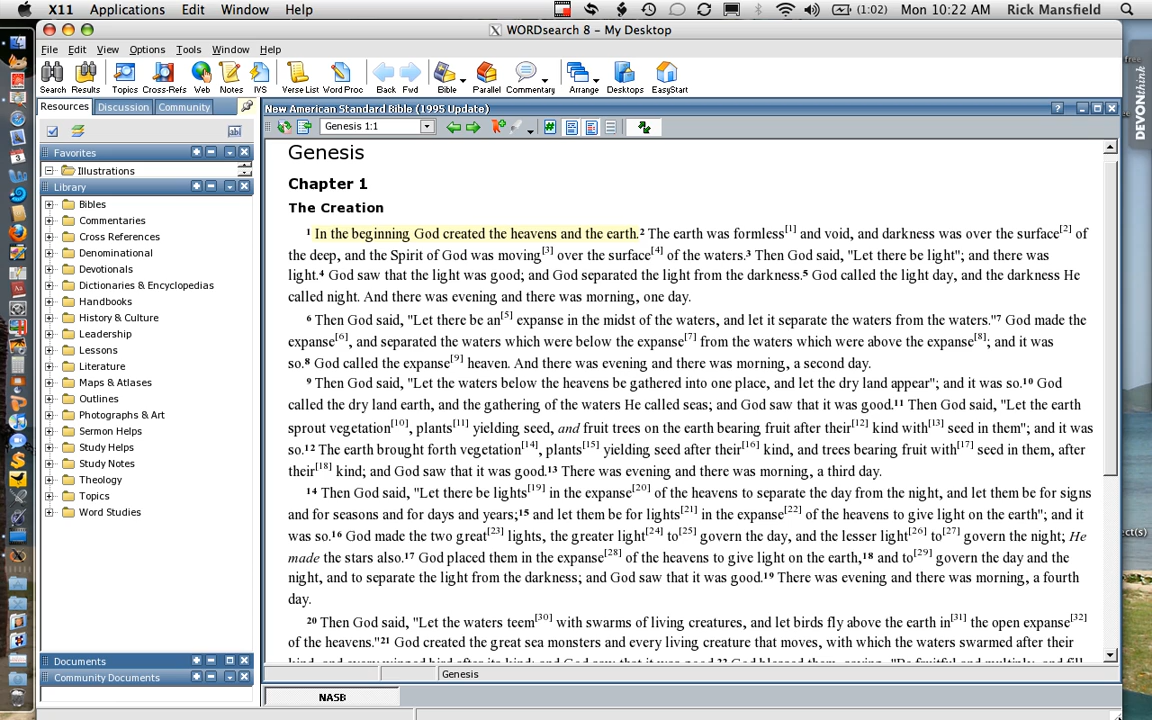 X11 Applications Edit Window Help (1:02) Mon 10:22 AM Rick Mansfield
WORDsearch 8 – My Desktop
File Edit View Options Tools Window Help
Search Results Topics Cross-Refs Web Notes IVS Verse List Word Proc Back Fwd Bible Parallel Commentary Arrange Desktops EasyStart
Resources Discussion Community
New American Standard Bible (1995 Update)
Genesis 1:1
Favorites
Illustrations
Library
Bibles
Commentaries
Cross References
Denominational
Devotionals
Dictionaries & Encyclopedias
Handbooks
History & Culture
Leadership
Lessons
Literature
Maps & Atlases
Outlines
Photographs & Art
Sermon Helps
Study Helps
Study Notes
Theology
Topics
Word Studies
Documents
Community Documents
Genesis
Chapter 1
The Creation
1 In the beginning God created the heavens and the earth.2 The earth was formless[1] and void, and darkness was over the surface[2] of
the deep, and the Spirit of God was moving[3] over the surface[4] of the waters.3 Then God said, "Let there be light"; and there was
light.4 God saw that the light was good; and God separated the light from the darkness.5 God called the light day, and the darkness He
called night. And there was evening and there was morning, one day.
6 Then God said, "Let there be an[5] expanse in the midst of the waters, and let it separate the waters from the waters."7 God made the
expanse[6], and separated the waters which were below the expanse[7] from the waters which were above the expanse[8]; and it was
so.8 God called the expanse[9] heaven. And there was evening and there was morning, a second day.
9 Then God said, "Let the waters below the heavens be gathered into one place, and let the dry land appear"; and it was so.10 God
called the dry land earth, and the gathering of the waters He called seas; and God saw that it was good.11 Then God said, "Let the earth
sprout vegetation[10], plants[11] yielding seed, and fruit trees on the earth bearing fruit after their[12] kind with[13] seed in them"; and it was
so.12 The earth brought forth vegetation[14], plants[15] yielding seed after their[16] kind, and trees bearing fruit with[17] seed in them, after
their[18] kind; and God saw that it was good.13 There was evening and there was morning, a third day.
14 Then God said, "Let there be lights[19] in the expanse[20] of the heavens to separate the day from the night, and let them be for signs
and for seasons and for days and years;15 and let them be for lights[21] in the expanse[22] of the heavens to give light on the earth"; and it
was so.16 God made the two great[23] lights, the greater light[24] to[25] govern the day, and the lesser light[26] to[27] govern the night; He
made the stars also.17 God placed them in the expanse[28] of the heavens to give light on the earth,18 and to[29] govern the day and the
night, and to separate the light from the darkness; and God saw that it was good.19 There was evening and there was morning, a fourth
day.
20 Then God said, "Let the waters teem[30] with swarms of living creatures, and let birds fly above the earth in[31] the open expanse[32]
of the heavens."21 God created the great sea monsters and every living creature that moves, with which the waters swarmed after their
Genesis
NASB
DEVONthink